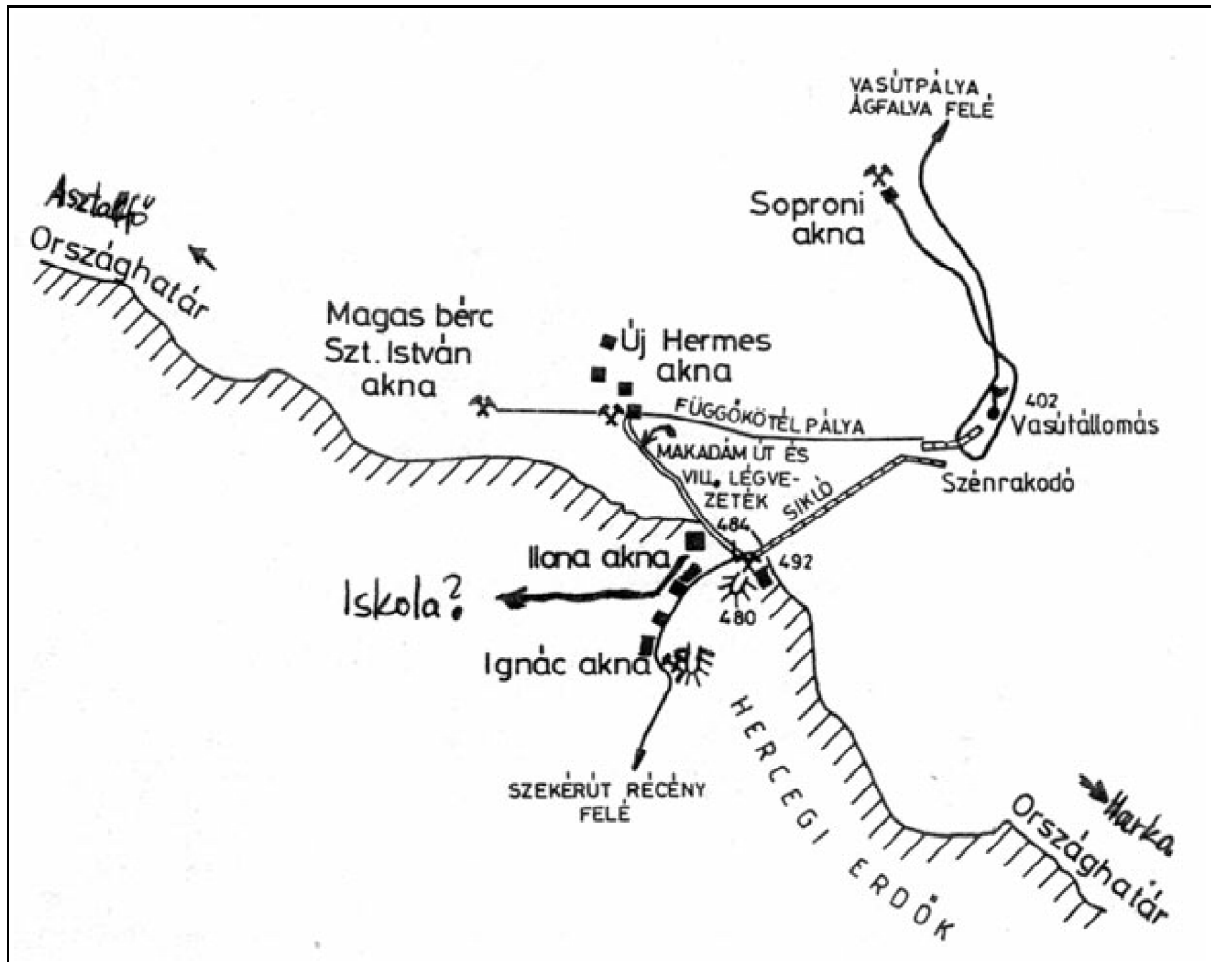 VASÚTPÁLYA
ÁGFALVA FELÉ
Soproni
akna
Asztalfő
Országhatár
Magas bérc
Szt. István
akna
Új Hermes
akna
FÜGGŐKÖTÉL PÁLYA
402
Vasútállomás
MAKADÁM ÚT ÉS
VILL. LÉGVE-
ZETÉK
SIKLÓ
Szénrakodó
484
492
Ilona akna
Iskola?
480
Ignác akna
HERCEGI ERDŐK
SZEKÉRÚT RÉCÉNY
FELÉ
Harka
Országhatár